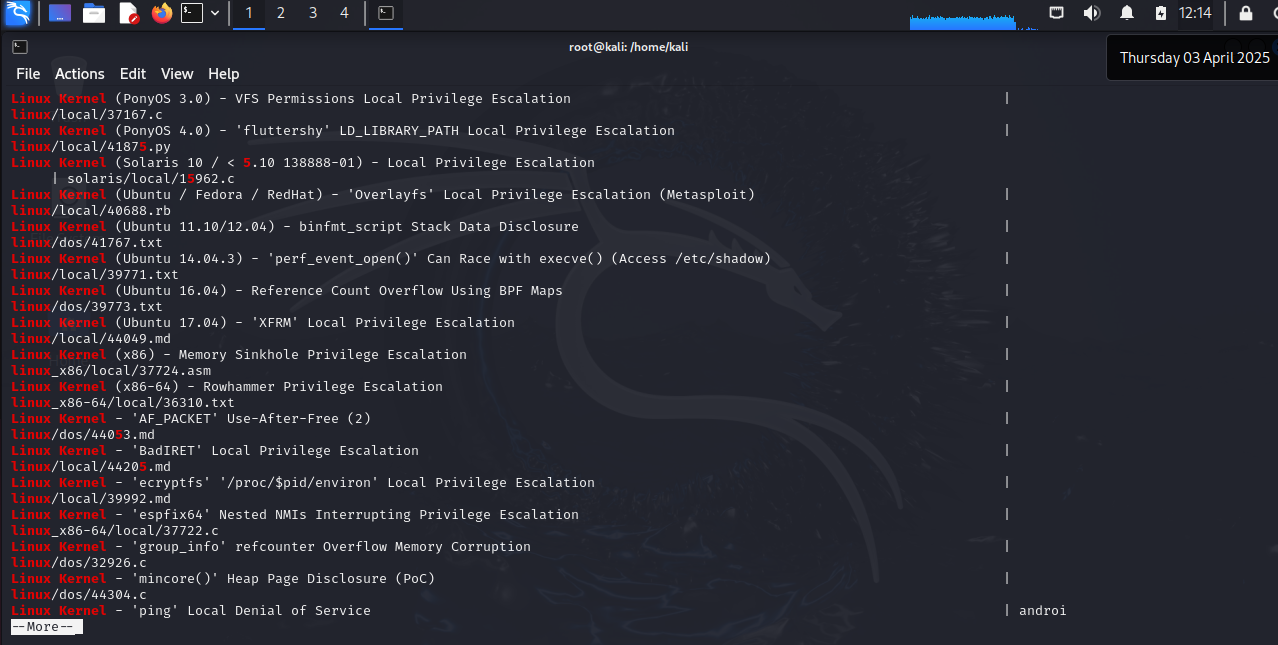 1 2 3 4 12:14
root@kali: /home/kali
Thursday 03 April 2025
File Actions Edit View Help
Linux Kernel (PonyOS 3.0) - VFS Permissions Local Privilege Escalation |
linux/local/37167.c
Linux Kernel (PonyOS 4.0) - 'fluttershy' LD_LIBRARY_PATH Local Privilege Escalation |
linux/local/41875.py
Linux Kernel (Solaris 10 / < 5.10 138888-01) - Local Privilege Escalation
| solaris/local/15962.c
Linux Kernel (Ubuntu / Fedora / RedHat) - 'Overlayfs' Local Privilege Escalation (Metasploit) |
linux/local/40688.rb
Linux Kernel (Ubuntu 11.10/12.04) - binfmt_script Stack Data Disclosure |
linux/dos/41767.txt
Linux Kernel (Ubuntu 14.04.3) - 'perf_event_open()' Can Race with execve() (Access /etc/shadow) |
linux/local/39771.txt
Linux Kernel (Ubuntu 16.04) - Reference Count Overflow Using BPF Maps |
linux/dos/39773.txt
Linux Kernel (Ubuntu 17.04) - 'XFRM' Local Privilege Escalation |
linux/local/44049.md
Linux Kernel (x86) - Memory Sinkhole Privilege Escalation |
linux_x86/local/37724.asm
Linux Kernel (x86-64) - Rowhammer Privilege Escalation |
linux_x86-64/local/36310.txt
Linux Kernel - 'AF_PACKET' Use-After-Free (2) |
linux/dos/44053.md
Linux Kernel - 'BadIRET' Local Privilege Escalation |
linux/local/44205.md
Linux Kernel - 'ecryptfs' '/proc/$pid/environ' Local Privilege Escalation |
linux/local/39992.md
Linux Kernel - 'espfix64' Nested NMIs Interrupting Privilege Escalation |
linux_x86-64/local/37722.c
Linux Kernel - 'group_info' refcounter Overflow Memory Corruption |
linux/dos/32926.c
Linux Kernel - 'mincore()' Heap Page Disclosure (PoC) |
linux/dos/44304.c
Linux Kernel - 'ping' Local Denial of Service | androi
--More--